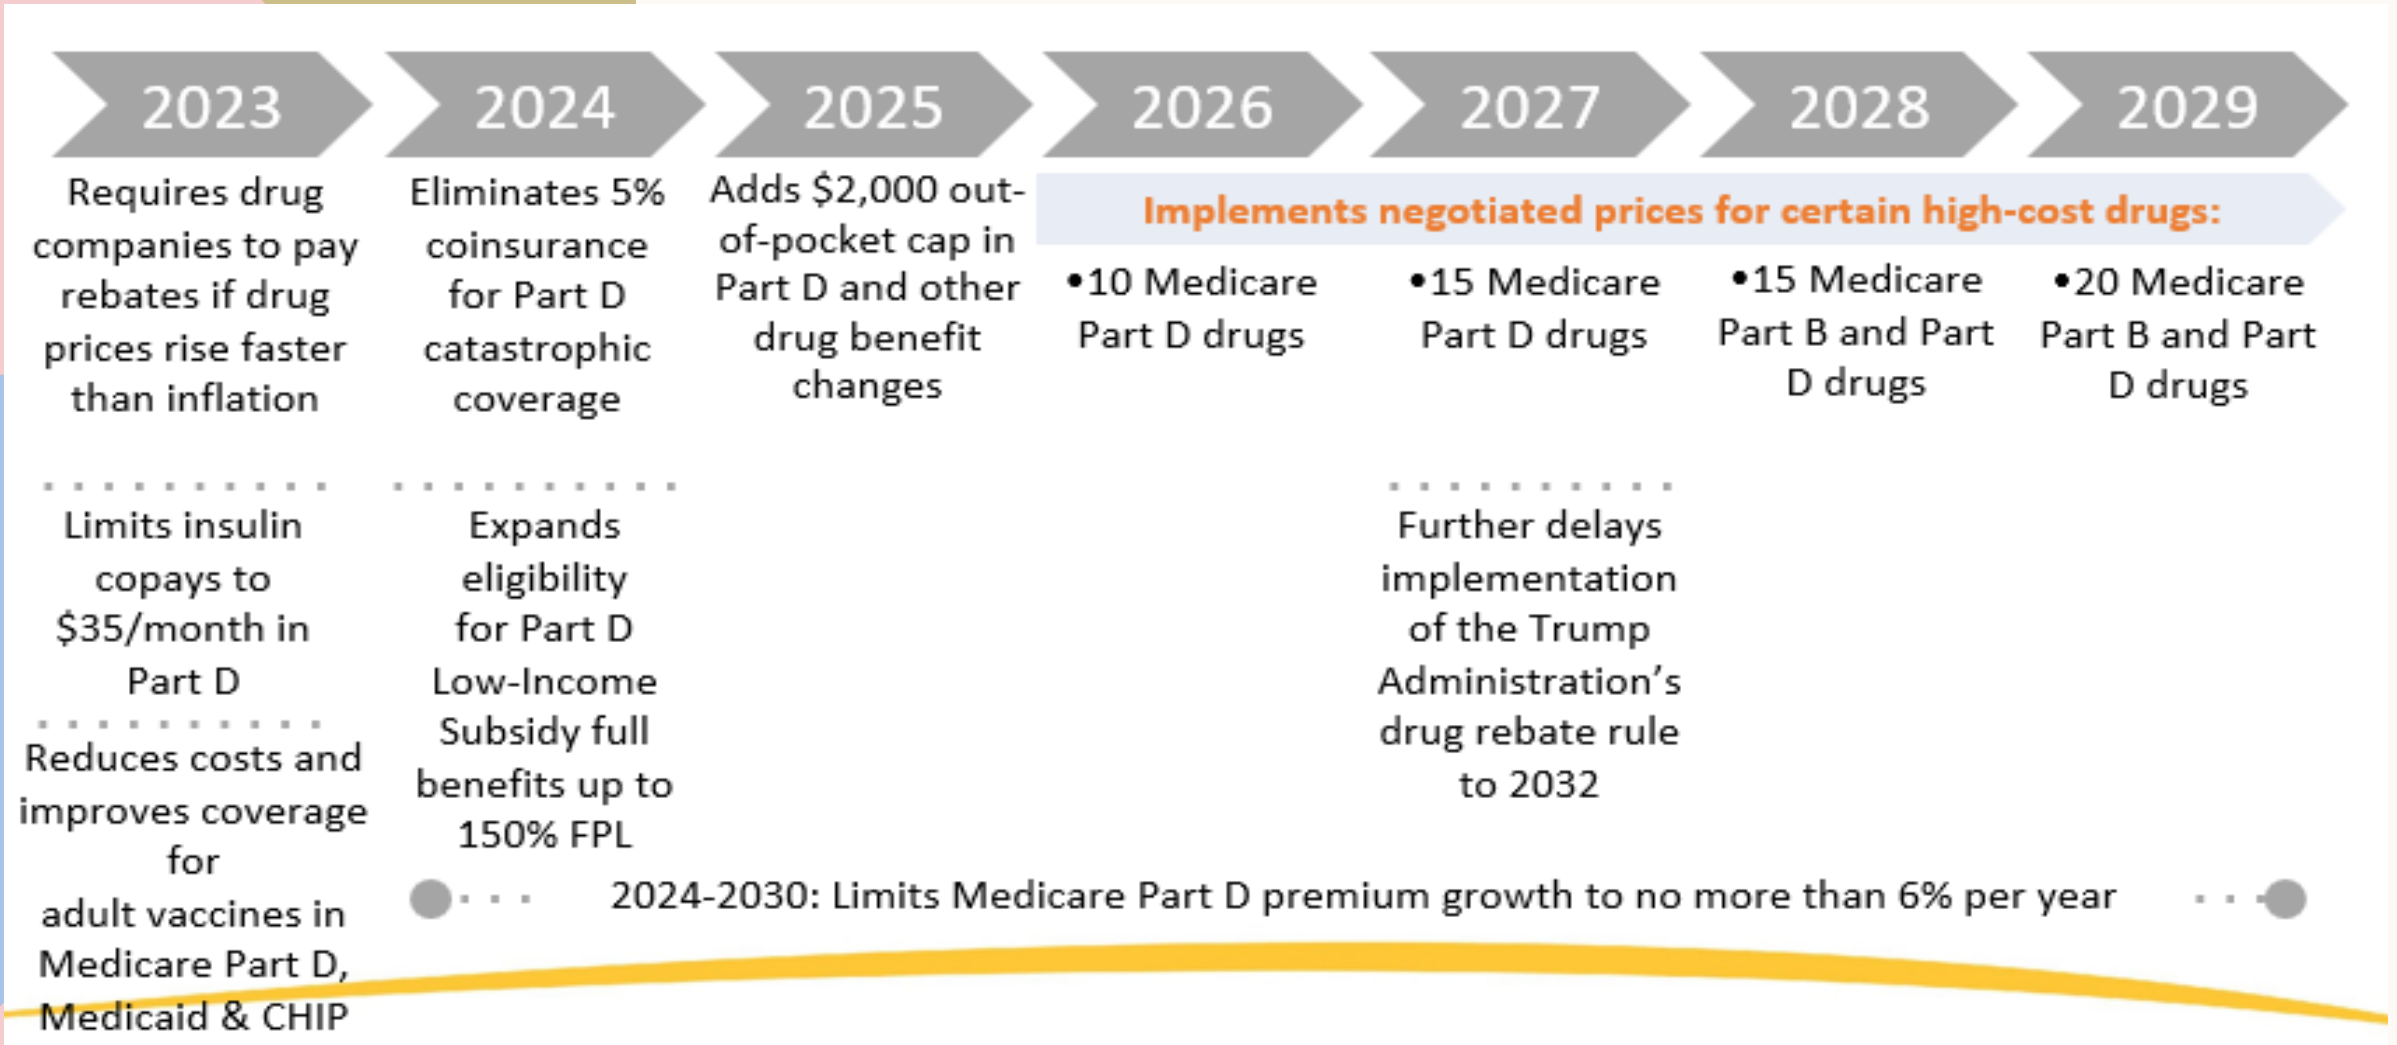 2023
2024
2025
2026
2027
2028
2029
Requires drug
companies to pay
rebates if drug
prices rise faster
than inflation
Limits insulin
copays to
$35/month in
Part D
Reduces costs and
improves coverage
for
adult vaccines in
Medicare Part D,
Medicaid & CHIP
Eliminates 5%
coinsurance
for Part D
catastrophic
coverage
Expands
eligibility
for Part D
Low-Income
Subsidy full
benefits up to
150% FPL
Adds $2,000 out-
of-pocket cap in
Part D and other
drug benefit
changes
Implements negotiated prices for certain high-cost drugs:
•10 Medicare
Part D drugs
•15 Medicare
Part D drugs
Further delays
implementation
of the Trump
Administration’s
drug rebate rule
to 2032
•15 Medicare
Part B and Part
D drugs
•20 Medicare
Part B and Part
D drugs
2024-2030: Limits Medicare Part D premium growth to no more than 6% per year